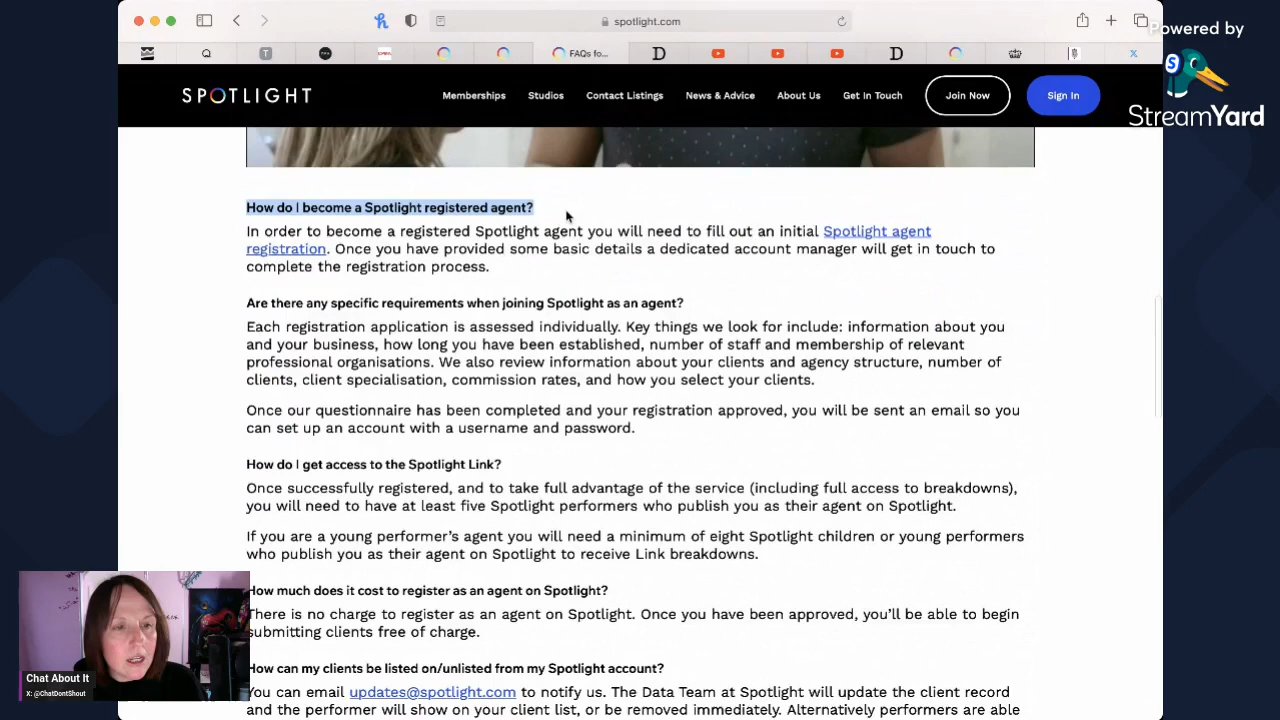 spotlight.com
Powered by
StreamYard
FAQs fo...
SPOTLIGHT
Memberships
Studios
Contact Listings
News & Advice
About Us
Get In Touch
Join Now
Sign In
How do I become a Spotlight registered agent?
In order to become a registered Spotlight agent you will need to fill out an initial Spotlight agent
registration. Once you have provided some basic details a dedicated account manager will get in touch to
complete the registration process.
Are there any specific requirements when joining Spotlight as an agent?
Each registration application is assessed individually. Key things we look for include: information about you
and your business, how long you have been established, number of staff and membership of relevant
professional organisations. We also review information about your clients and agency structure, number of
clients, client specialisation, commission rates, and how you select your clients.
Once our questionnaire has been completed and your registration approved, you will be sent an email so you
can set up an account with a username and password.
How do I get access to the Spotlight Link?
Once successfully registered, and to take full advantage of the service (including full access to breakdowns),
you will need to have at least five Spotlight performers who publish you as their agent on Spotlight.
If you are a young performer's agent you will need a minimum of eight Spotlight children or young performers
who publish you as their agent on Spotlight to receive Link breakdowns.
How much does it cost to register as an agent on Spotlight?
There is no charge to register as an agent on Spotlight. Once you have been approved, you'll be able to begin
submitting clients free of charge.
How can my clients be listed on/unlisted from my Spotlight account?
You can email updates@spotlight.com to notify us. The Data Team at Spotlight will update the client record
and the performer will show on your client list, or be removed immediately. Alternatively performers are able
Chat About It
X: @ChatDontShout